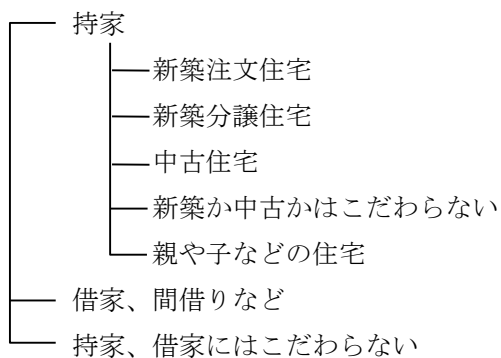 持家
新築注文住宅
新築分譲住宅
中古住宅
新築か中古かはこだわらない
親や子などの住宅
借家、間借りなど
持家、借家にはこだわらない